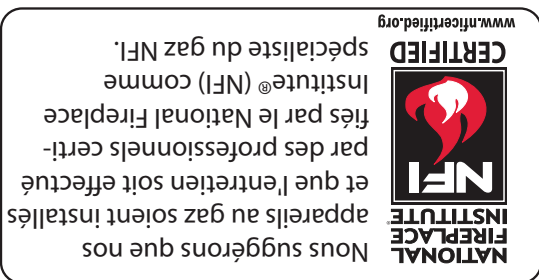 NATIONAL
FIREPLACE
INSTITUTE®
NFI
CERTIFIED
www.nficertified.org
Nous suggérons que nos
appareils au gaz soient installés
et que l'entretien soit effectué
par des professionnels certi-
fiés par le National Fireplace
Institute® (NFI) comme
spécialiste du gaz NFI.